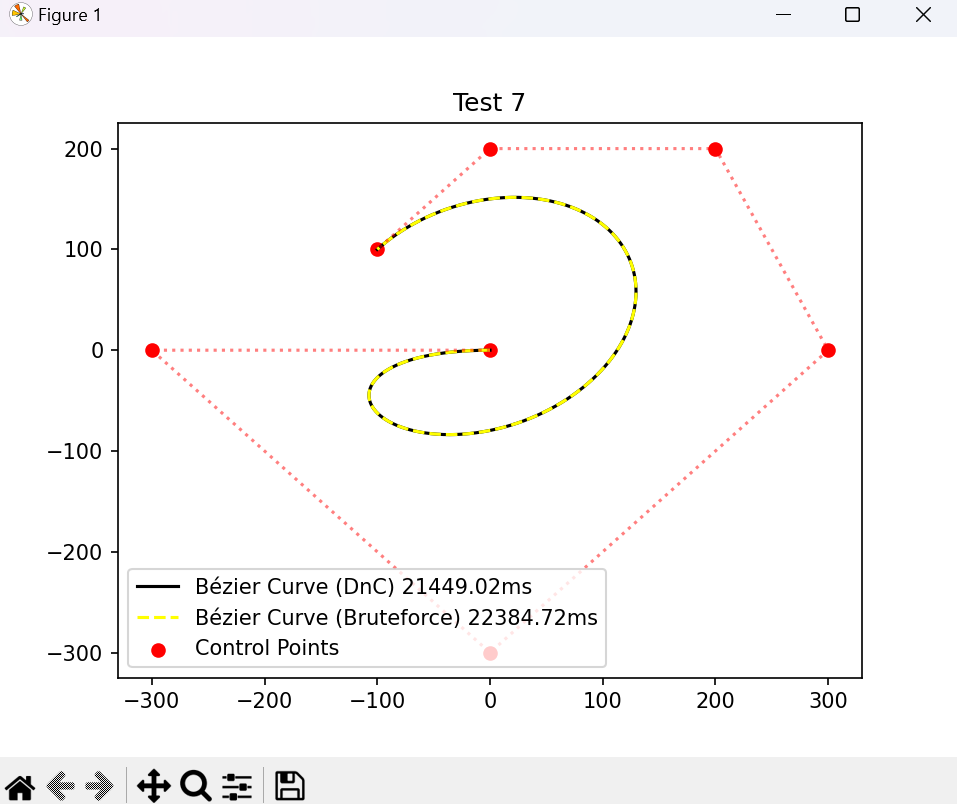 Figure 1
Test 7
200
100
0
−100
−200
−300
Bézier Curve (DnC) 21449.02ms
Bézier Curve (Bruteforce) 22384.72ms
Control Points
−300 −200 −100 0 100 200 300